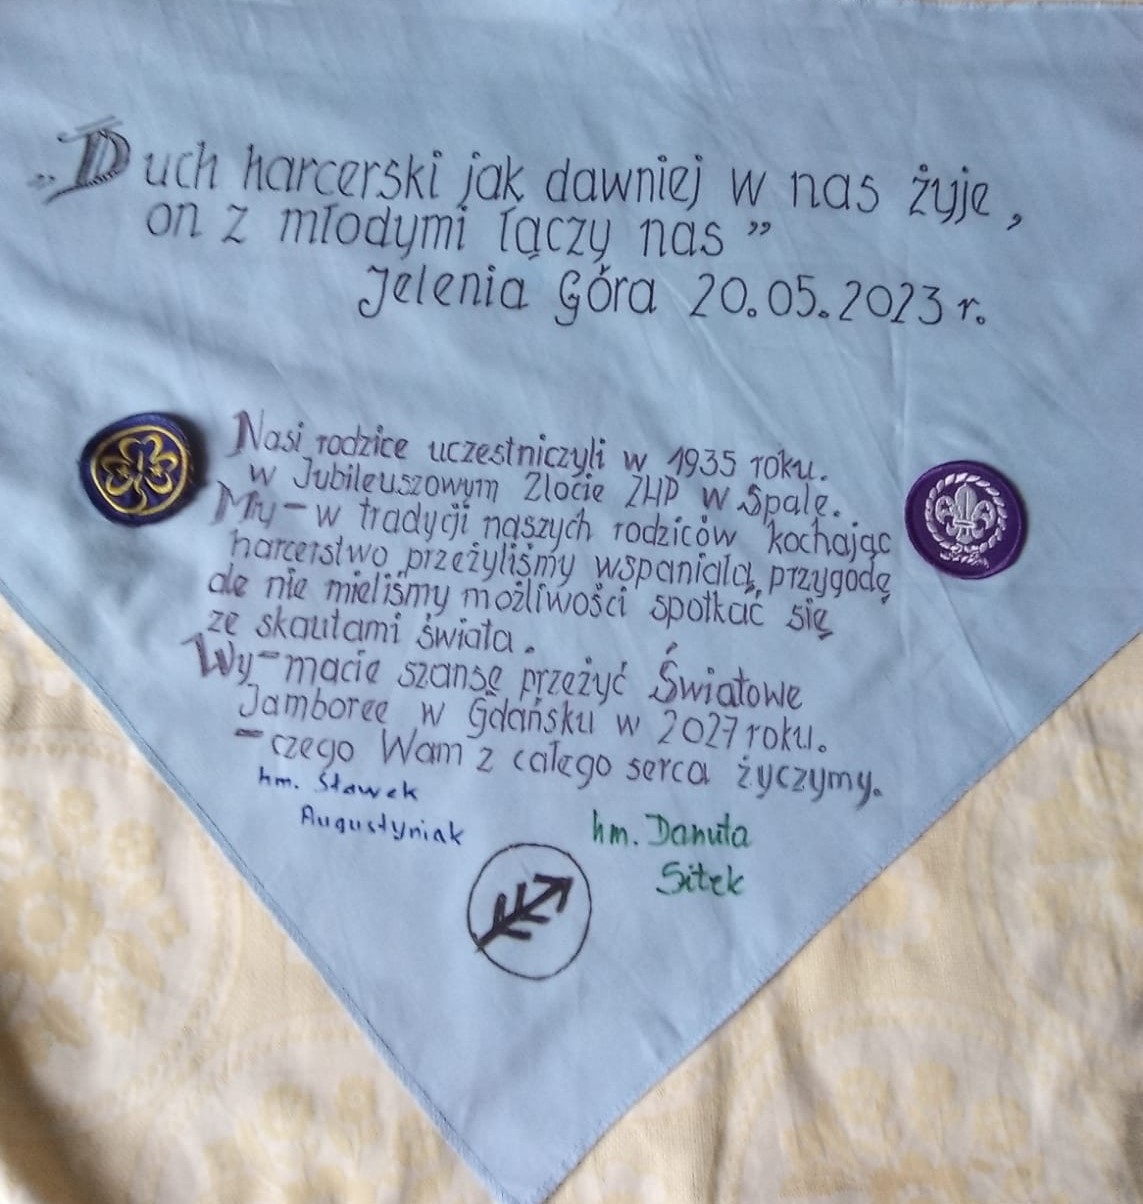 „Duch harcerski jak dawniej w nas żyje,
on z młodymi łączy nas”
Jelenia Góra 20.05.2023 r.
Nasi rodzice uczestniczyli w 1935 roku.
w Jubileuszowym Zlocie ZHP w Spale.
My - w tradycji naszych rodziców kochając
harcerstwo przeżyliśmy wspaniałą przygodę
ale nie mieliśmy możliwości spotkać się
ze skautami świata.
Wy - macie szansę przeżyć Światowe
Jamboree w Gdańsku w 2027 roku.
- czego Wam z całego serca życzymy.
hm. Sławek
Augustyniak
hm. Danuta
Sitek